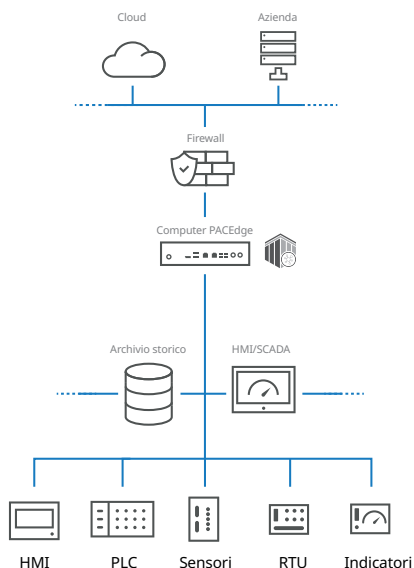 Cloud
Azienda
Firewall
Computer PACEdge
Archivio storico
HMI/SCADA
HMI
PLC
Sensori
RTU
Indicatori